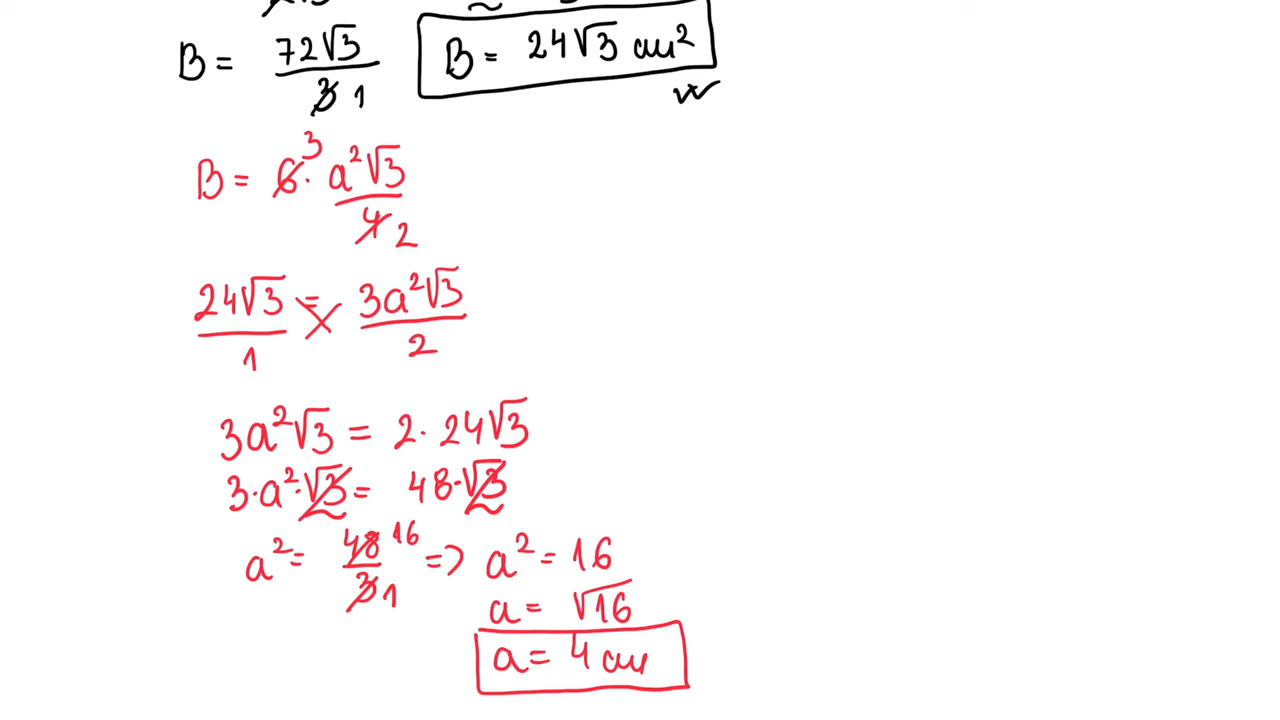 B = 72√3/3 1 B = 24√3 cm²
B = 6 3 · a²√3/4 2
24√3/1 = 3a²√3/2
3a²√3 = 2 · 24√3
3·a²·√3 = 48·√3
a² = 48 16/3 1 => a² = 16
a = √16
a = 4 cm